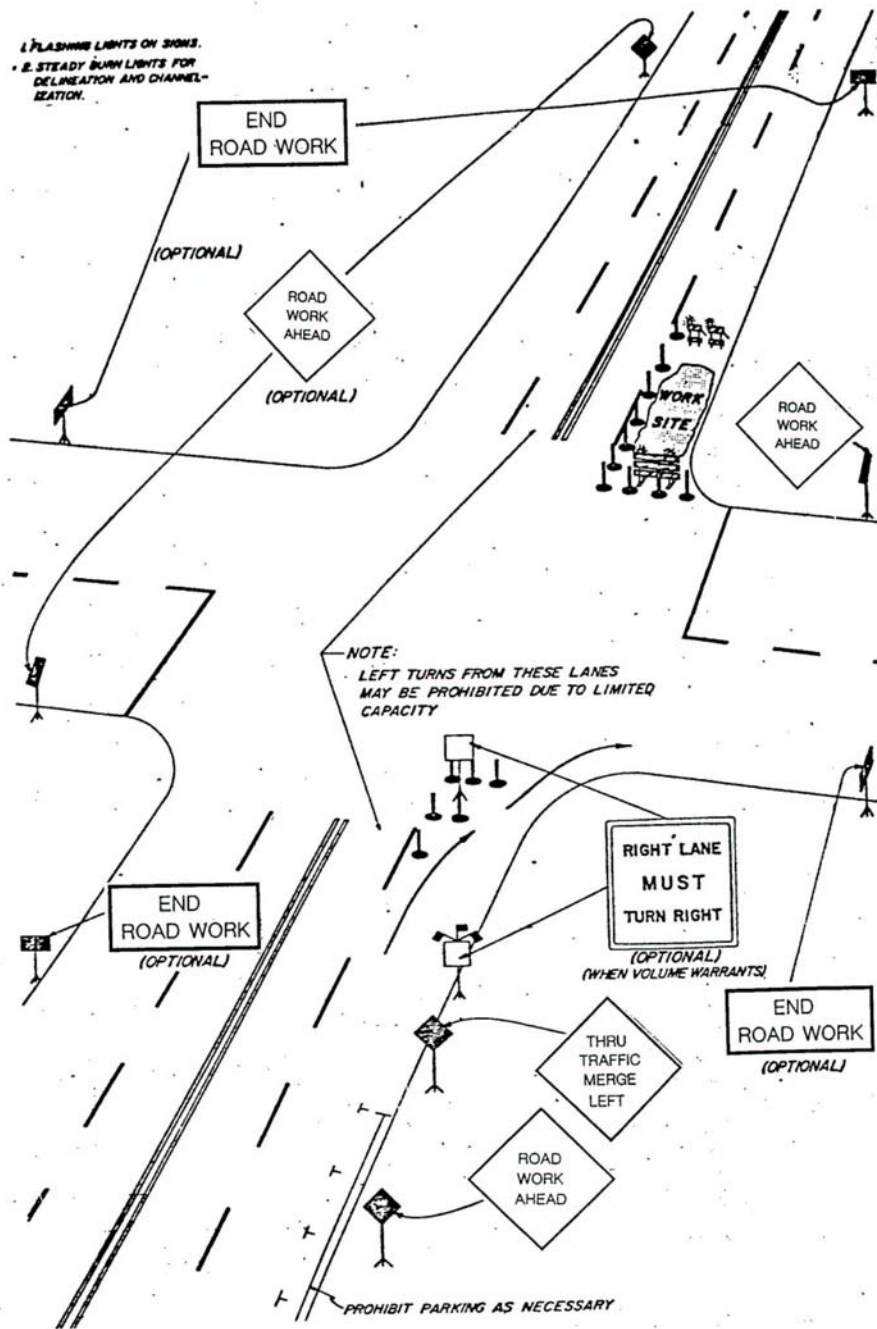 1. FLASHING LIGHTS ON SIGNS.
2. STEADY BURN LIGHTS FOR
DELINEATION AND CHANNEL-
IZATION.
END
ROAD WORK
(OPTIONAL)
ROAD
WORK
AHEAD
(OPTIONAL)
WORK
SITE
ROAD
WORK
AHEAD
NOTE:
LEFT TURNS FROM THESE LANES
MAY BE PROHIBITED DUE TO LIMITED
CAPACITY
RIGHT LANE
MUST
TURN RIGHT
(OPTIONAL)
(WHEN VOLUME WARRANTS)
END
ROAD WORK
(OPTIONAL)
END
ROAD WORK
(OPTIONAL)
THRU
TRAFFIC
MERGE
LEFT
ROAD
WORK
AHEAD
PROHIBIT PARKING AS NECESSARY